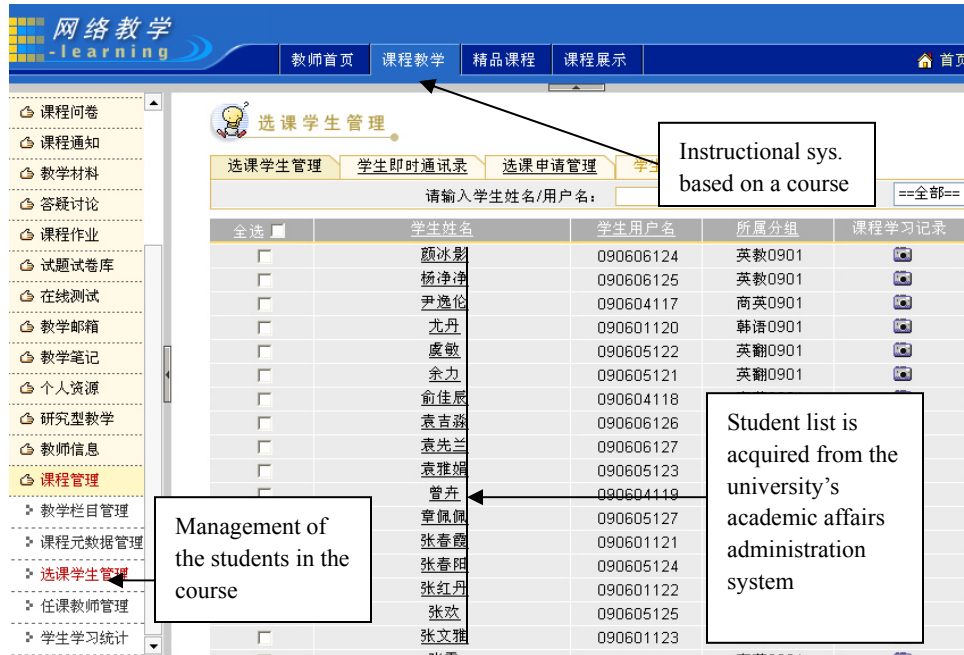 网络教学
-learning
教师首页 课程教学 精品课程 课程展示 首页
课程问卷
课程通知
教学材料
答疑讨论
课程作业
试题试卷库
在线测试
教学邮箱
教学笔记
个人资源
研究型教学
教师信息
课程管理
教学栏目管理
课程元数据管理
选课学生管理
任课教师管理
学生学习统计
选课学生管理
选课学生管理 学生即时通讯录 选课申请管理
请输入学生姓名/用户名: ==全部==
全选 学生姓名 学生用户名 所属分组 课程学习记录
颜冰影 090606124 英教0901
杨净净 090606125 英教0901
尹逸伦 090604117 商英0901
尤丹 090601120 韩语0901
虞敏 090605122 英翻0901
余力 090605121 英翻0901
俞佳辰 090604118
袁吉淼 090606126
袁先兰 090606127
袁雅娟 090605123
曾卉 090604119
章佩佩 090605127
张春霞 090601121
张春阳 090605124
张红丹 090601122
张欢 090605125
张文雅 090601123
Instructional sys.
based on a course
Student list is
acquired from the
university's
academic affairs
administration
system
Management of
the students in the
course